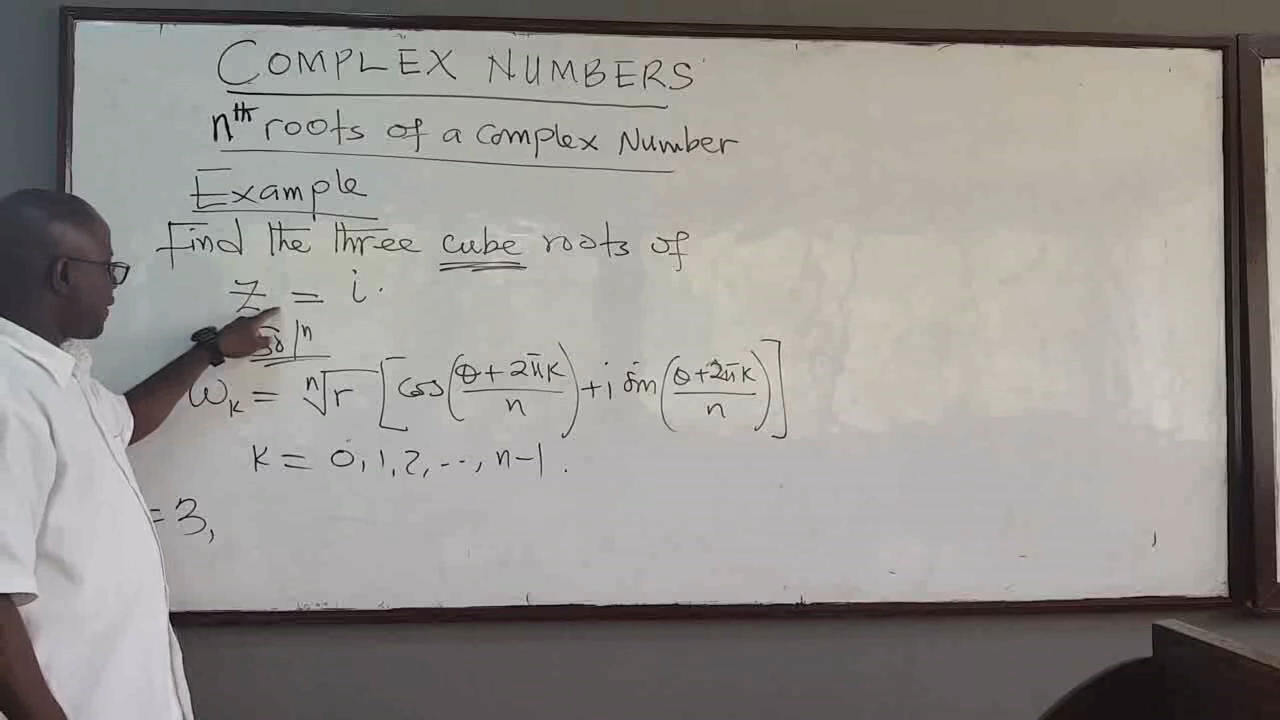 COMPLEX NUMBERS
nth roots of a Complex Number
Example
Find the three cube roots of
z = i.
Soln
ωₖ = ⁿ√r [cos((θ+2πk)/n) + i sin((θ+2πk)/n)]
k = 0, 1, 2, ..., n-1.
= 3,